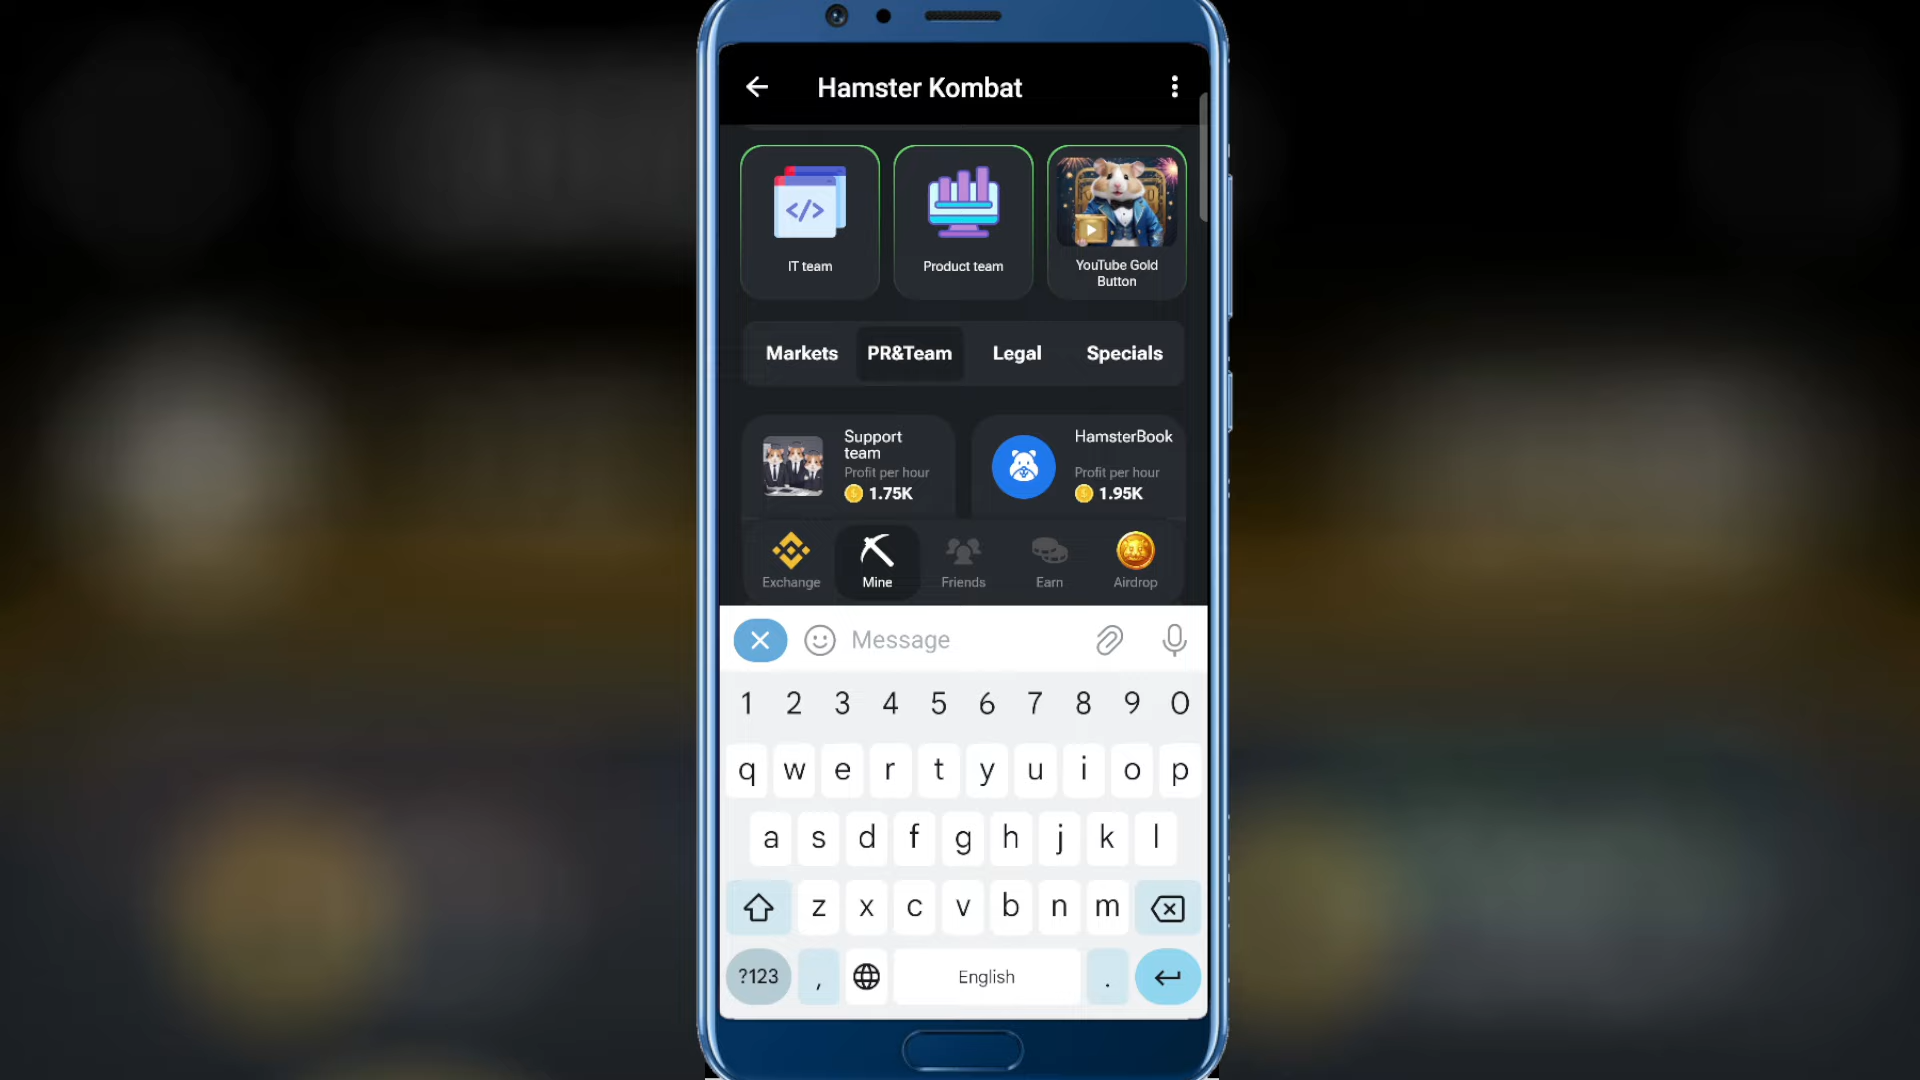 Hamster Kombat
IT team
Product team
YouTube Gold
Button
Markets PR&Team Legal Specials
Support
team
Profit per hour
1.75K
HamsterBook
Profit per hour
1.95K
Exchange Mine Friends Earn Airdrop
Message
1 2 3 4 5 6 7 8 9 0
q w e r t y u i o p
a s d f g h j k l
z x c v b n m
?123 , English .